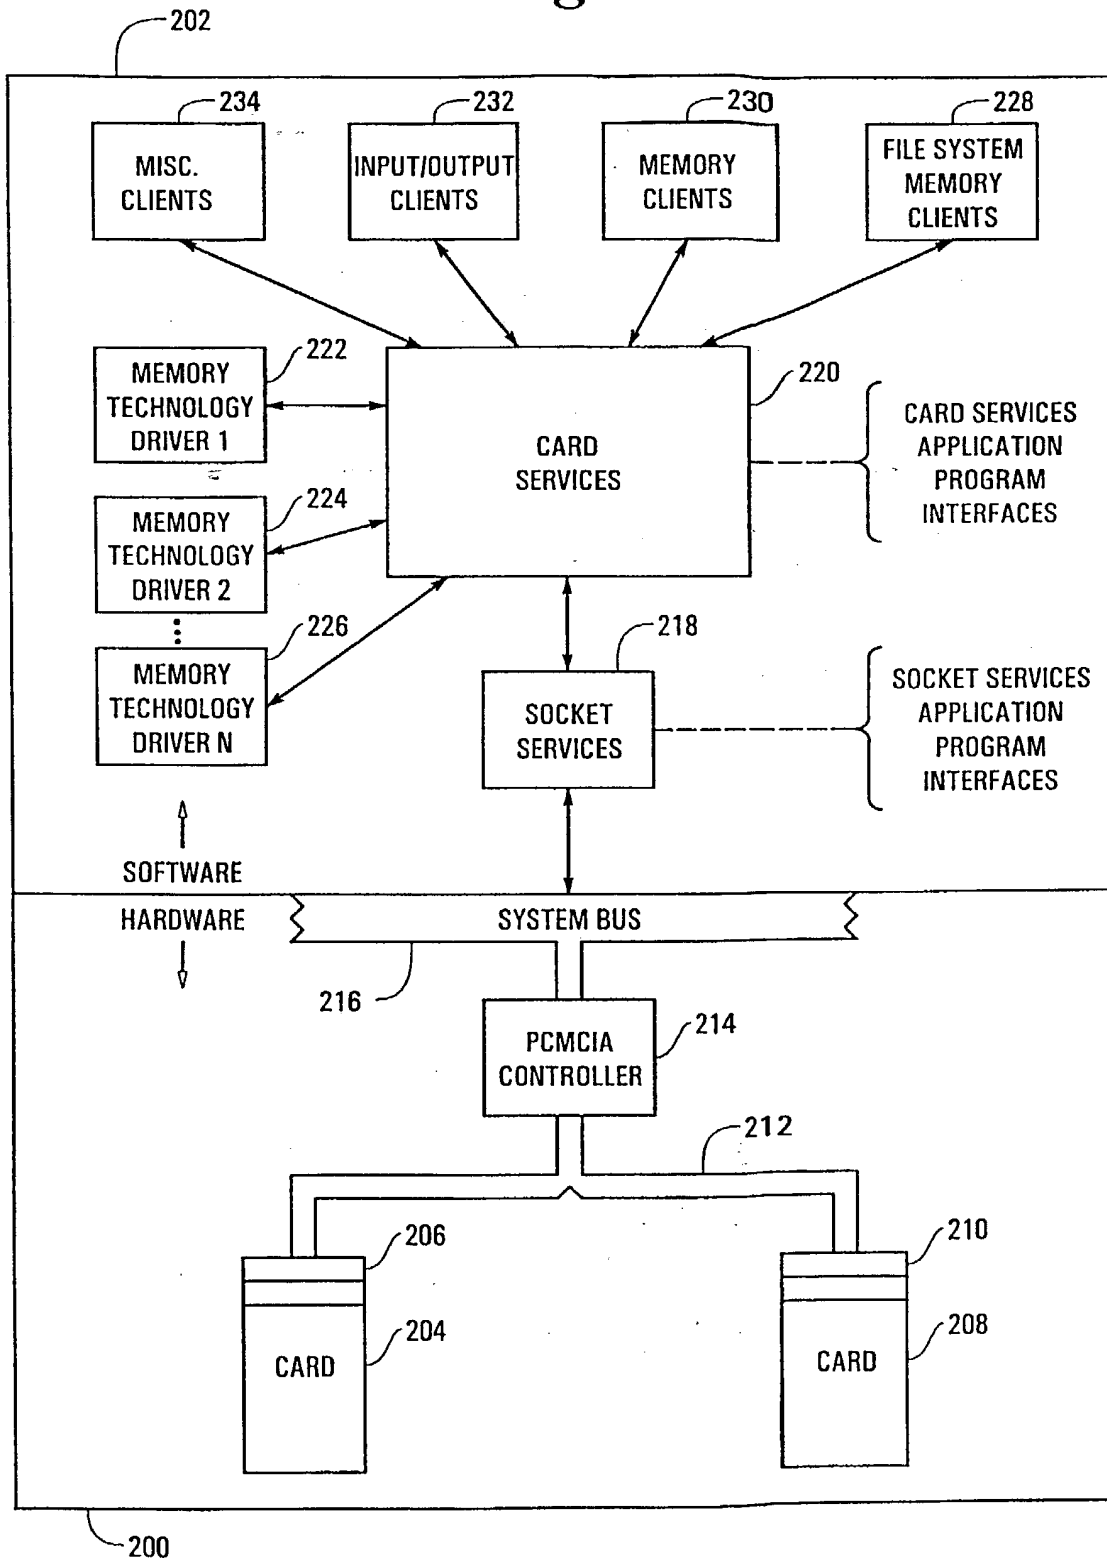 g
202
234
232
230
228
MISC.
CLIENTS
INPUT/OUTPUT
CLIENTS
MEMORY
CLIENTS
FILE SYSTEM
MEMORY
CLIENTS
222
MEMORY
TECHNOLOGY
DRIVER 1
220
CARD
SERVICES
CARD SERVICES
APPLICATION
PROGRAM
INTERFACES
224
MEMORY
TECHNOLOGY
DRIVER 2
226
MEMORY
TECHNOLOGY
DRIVER N
218
SOCKET
SERVICES
SOCKET SERVICES
APPLICATION
PROGRAM
INTERFACES
SOFTWARE
HARDWARE
SYSTEM BUS
216
PCMCIA
CONTROLLER
214
212
206
210
204
CARD
208
CARD
200